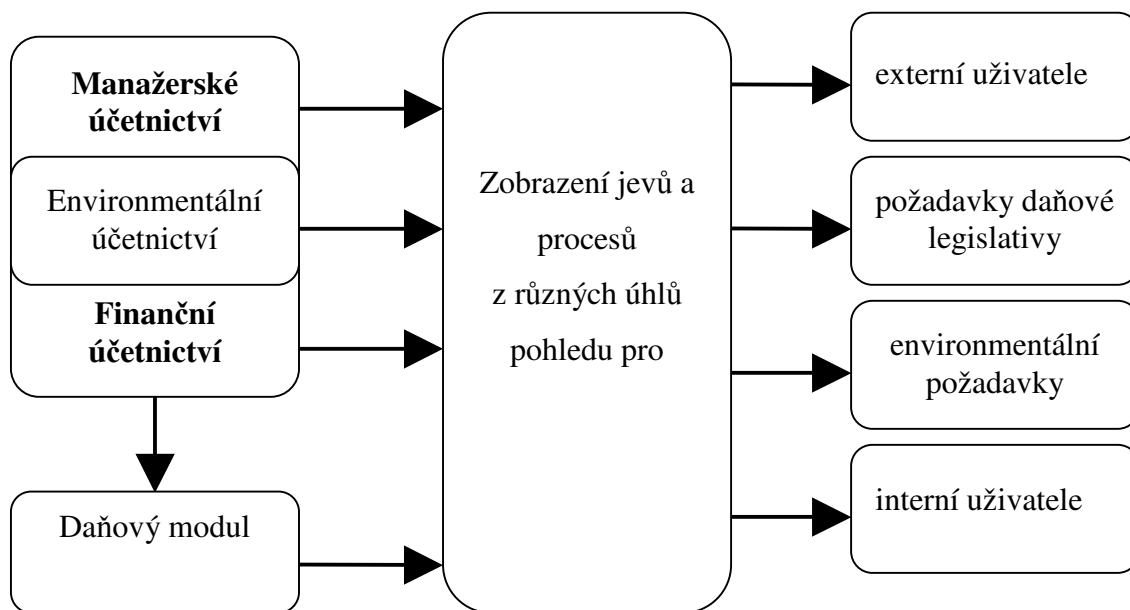 Manažerské
účetnictví
Environmentální
účetnictví
Finanční
účetnictví
Daňový modul
Zobrazení jevů a
procesů
z různých úhlů
pohledu pro
externí uživatele
požadavky daňové
legislativy
environmentální
požadavky
interní uživatele